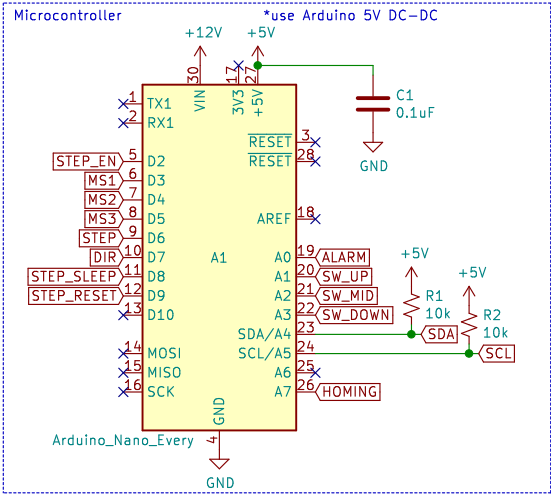 Microcontroller
*use Arduino 5V DC-DC
+12V
+5V
30
17
27
VIN
3V3
+5V
C1
0.1uF
GND
1 TX1
2 RX1
RESET 3
RESET 28
STEP_EN 5 D2
MS1 6 D3
MS2 7 D4
MS3 8 D5
STEP 9 D6
DIR 10 D7
STEP_SLEEP 11 D8
STEP_RESET 12 D9
13 D10
14 MOSI
15 MISO
16 SCK
A1
AREF 18
A0 19 ALARM
A1 20 SW_UP
A2 21 SW_MID
A3 22 SW_DOWN
SDA/A4 23 SDA
SCL/A5 24 SCL
A6 25
A7 26 HOMING
+5V
R1
10k
+5V
R2
10k
GND
4
Arduino_Nano_Every
GND